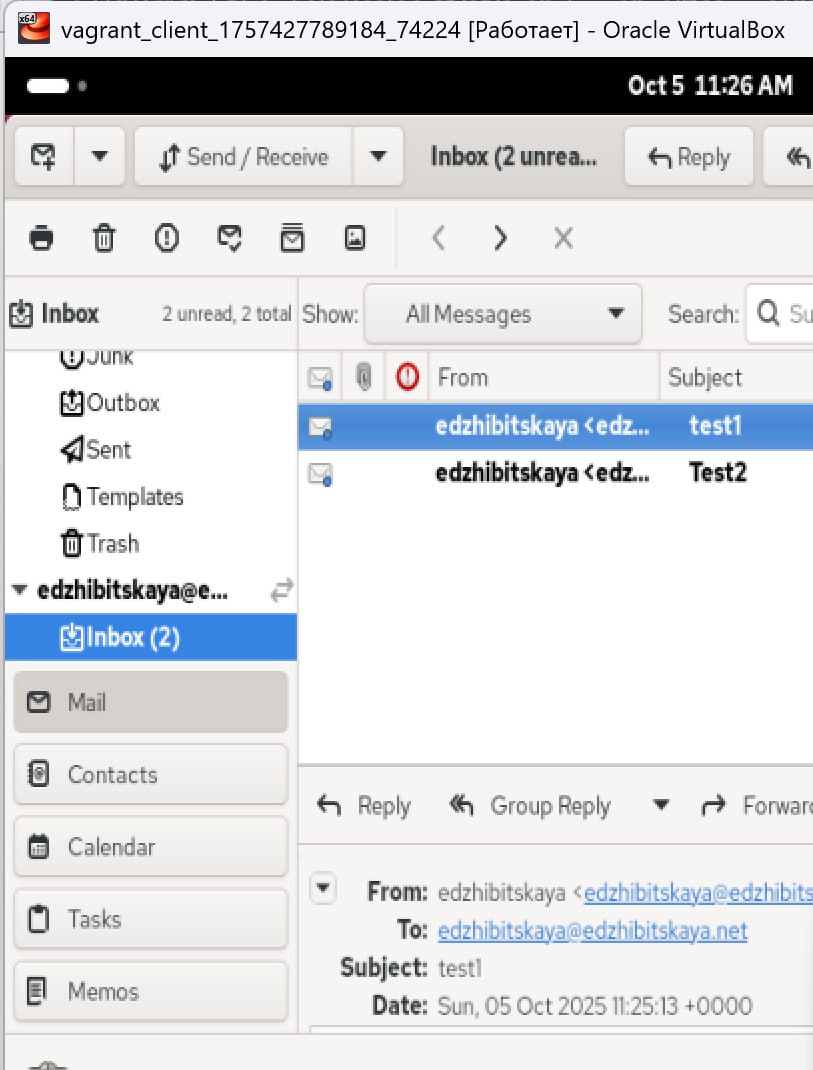 x64
vagrant_client_1757427789184_74224 [Работает] - Oracle VirtualBox
Oct 5 11:26 AM
Send / Receive
Inbox (2 unrea...
Reply
Inbox
2 unread, 2 total
Show:
All Messages
Search:
Su
From
Subject
Junk
Outbox
Sent
Templates
Trash
edzhibitskaya@e...
Inbox (2)
edzhibitskaya <edz...
test1
edzhibitskaya <edz...
Test2
Mail
Contacts
Calendar
Tasks
Memos
Reply
Group Reply
Forward
From: edzhibitskaya <edzhibitskaya@edzhibits
To: edzhibitskaya@edzhibitskaya.net
Subject: test1
Date: Sun, 05 Oct 2025 11:25:13 +0000